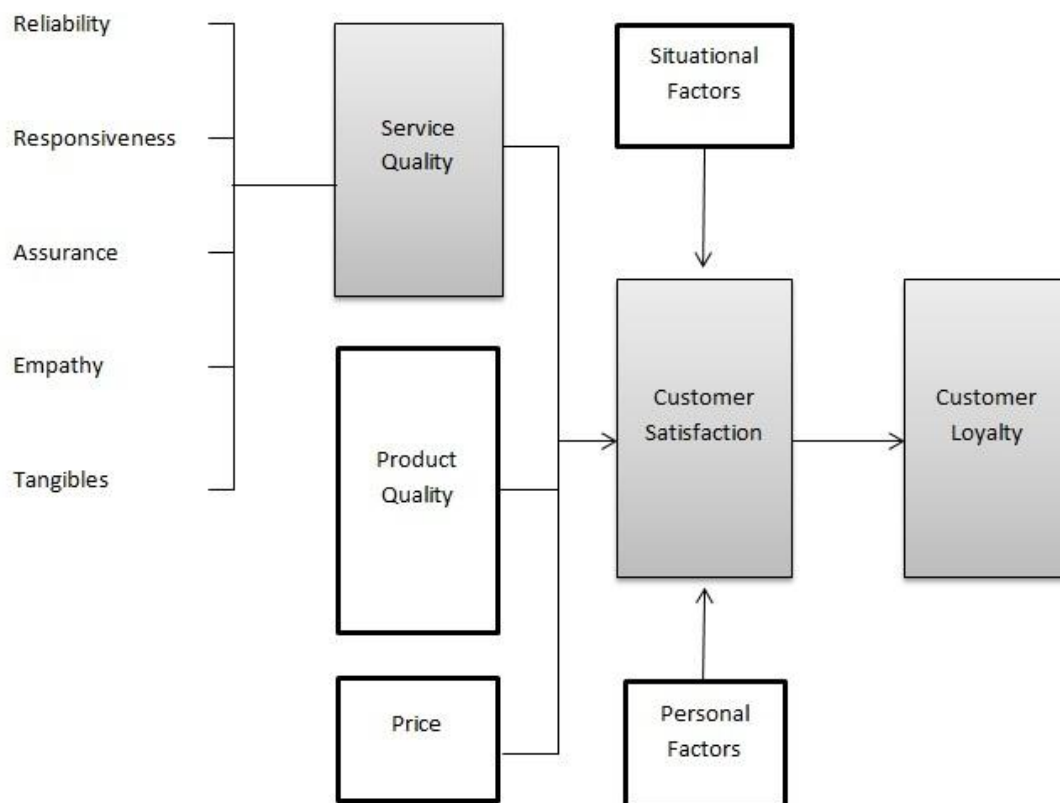 Reliability
Responsiveness
Assurance
Empathy
Tangibles
Service
Quality
Product
Quality
Price
Situational
Factors
Customer
Satisfaction
Personal
Factors
Customer
Loyalty